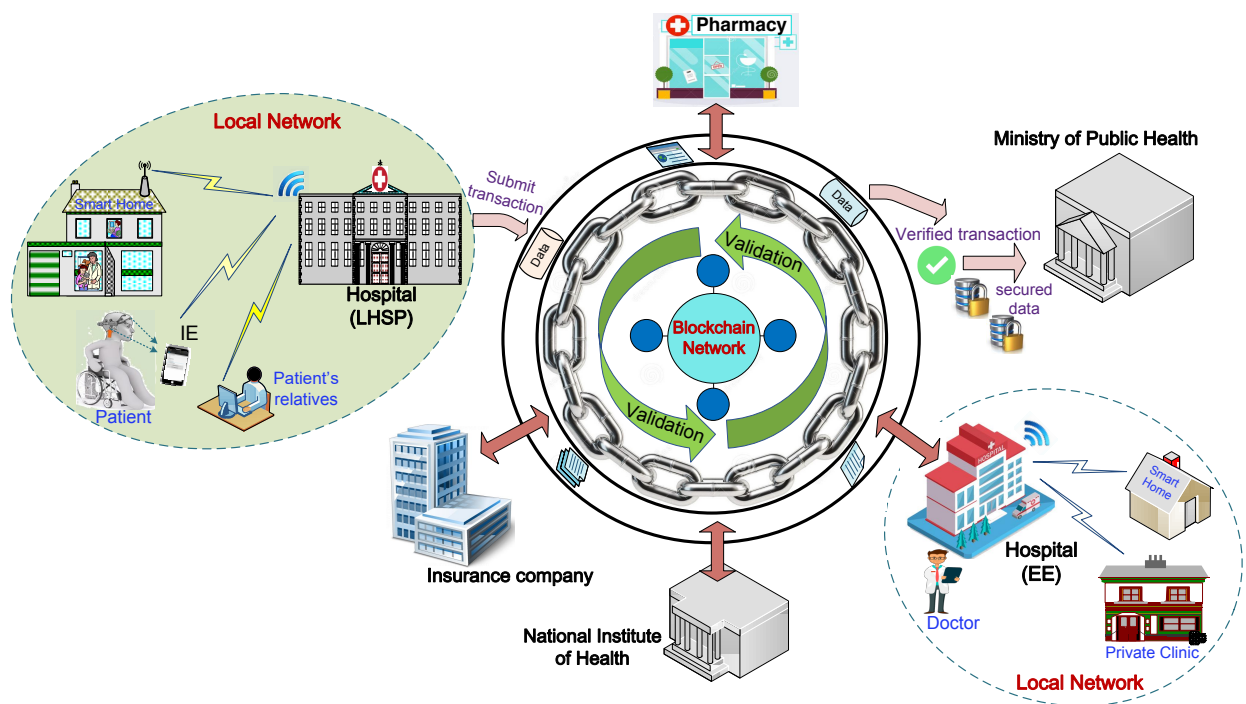 Pharmacy
Local Network
Smart Home
Hospital
(LHSP)
IE
Patient
Patient's
relatives
Submit
transaction
Data
Data
Ministry of Public Health
Verified transaction
secured
data
Validation
Blockchain
Network
Validation
Insurance company
National Institute
of Health
HOSPITAL
Hospital
(EE)
Smart
Home
Doctor
Private Clinic
Local Network